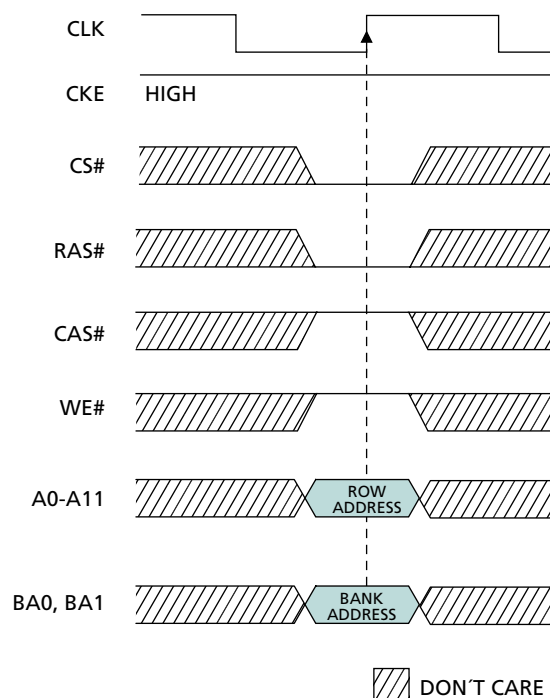 CLK
CKE HIGH
CS#
RAS#
CAS#
WE#
A0-A11
ROW
ADDRESS
BA0, BA1
BANK
ADDRESS
DON´T CARE